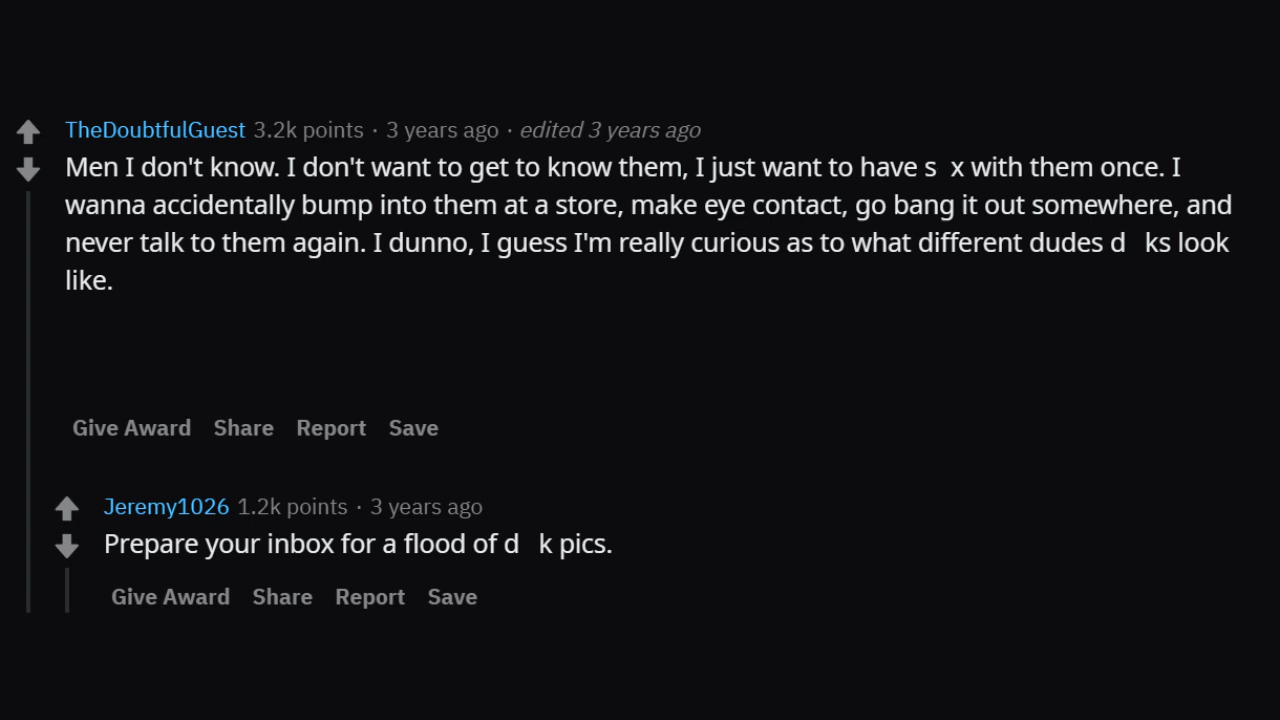 TheDoubtfulGuest 3.2k points · 3 years ago · edited 3 years ago
Men I don't know. I don't want to get to know them, I just want to have s x with them once. I
wanna accidentally bump into them at a store, make eye contact, go bang it out somewhere, and
never talk to them again. I dunno, I guess I'm really curious as to what different dudes d ks look
like.
Give Award Share Report Save
Jeremy1026 1.2k points · 3 years ago
Prepare your inbox for a flood of d k pics.
Give Award Share Report Save